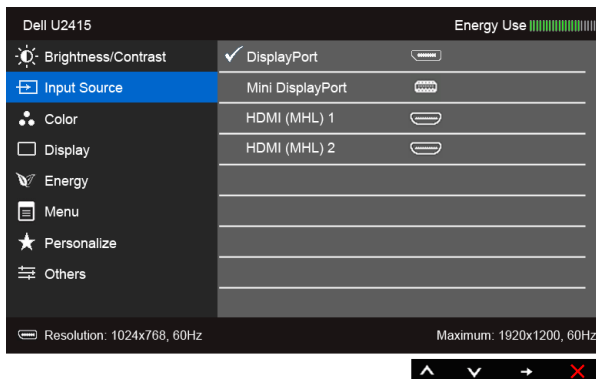 Dell U2415 Energy Use
Brightness/Contrast DisplayPort
Input Source Mini DisplayPort
Color HDMI (MHL) 1
Display HDMI (MHL) 2
Energy
Menu
Personalize
Others
Resolution: 1024x768, 60Hz Maximum: 1920x1200, 60Hz